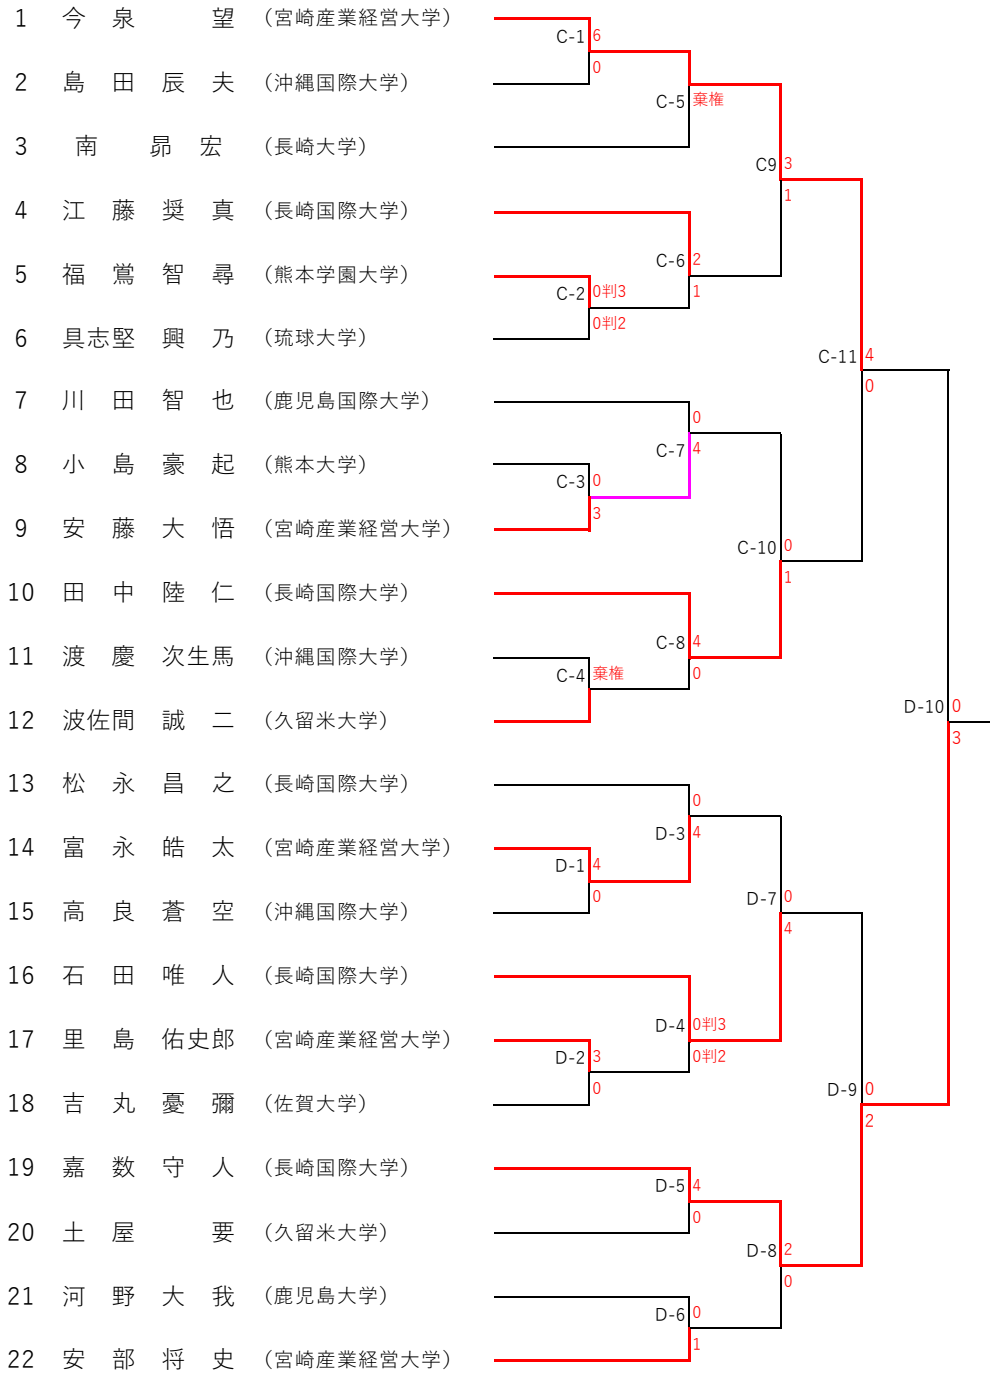 1 今泉 望 (宮崎産業経営大学)
C-1 6
0
2 島田辰夫 (沖縄国際大学)
C-5 棄権
3 南 昴宏 (長崎大学)
C9 3
1
4 江藤奨真 (長崎国際大学)
C-6 2
1
5 福嵩智尋 (熊本学園大学)
C-2 0判3
0判2
6 具志堅興乃 (琉球大学)
C-11 4
0
7 川田智也 (鹿児島国際大学)
0
C-7 4
8 小島豪起 (熊本大学)
C-3 0
3
9 安藤大悟 (宮崎産業経営大学)
C-10 0
1
10 田中陸仁 (長崎国際大学)
C-8 4
0
11 渡慶次生馬 (沖縄国際大学)
C-4 棄権
12 波佐間誠二 (久留米大学)
D-10 0
3
13 松永昌之 (長崎国際大学)
0
D-3 4
14 富永皓太 (宮崎産業経営大学)
D-1 4
0
15 高良蒼空 (沖縄国際大学)
D-7 0
4
16 石田唯人 (長崎国際大学)
D-4 0判3
0判2
17 里島佑史郎 (宮崎産業経営大学)
D-2 3
0
18 吉丸憂彌 (佐賀大学)
D-9 0
2
19 嘉数守人 (長崎国際大学)
D-5 4
0
20 土屋 要 (久留米大学)
D-8 2
0
21 河野大我 (鹿児島大学)
D-6 0
1
22 安部将史 (宮崎産業経営大学)